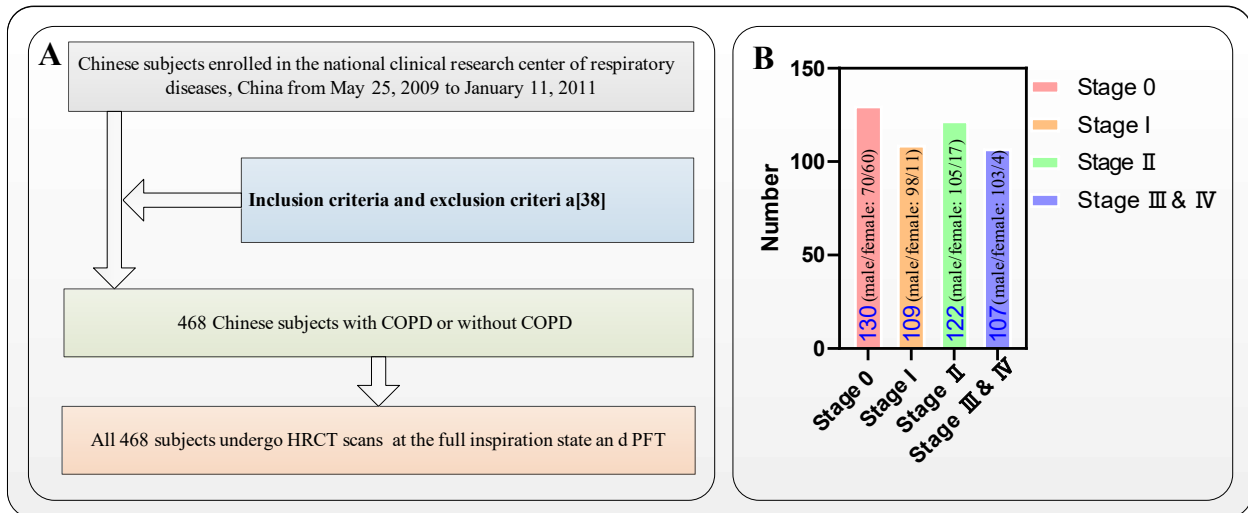 A
Chinese subjects enrolled in the national clinical research center of respiratory
diseases, China from May 25, 2009 to January 11, 2011
Inclusion criteria and exclusion criteri a[38]
468 Chinese subjects with COPD or without COPD
All 468 subjects undergo HRCT scans at the full inspiration state an d PFT
B
Number
150
100
50
0
130 (male/female: 70/60)
109 (male/female: 98/11)
122 (male/female: 105/17)
107 (male/female: 103/4)
Stage 0
Stage Ⅰ
Stage Ⅱ
Stage Ⅲ & Ⅳ
Stage 0
Stage Ⅰ
Stage Ⅱ
Stage Ⅲ & Ⅳ